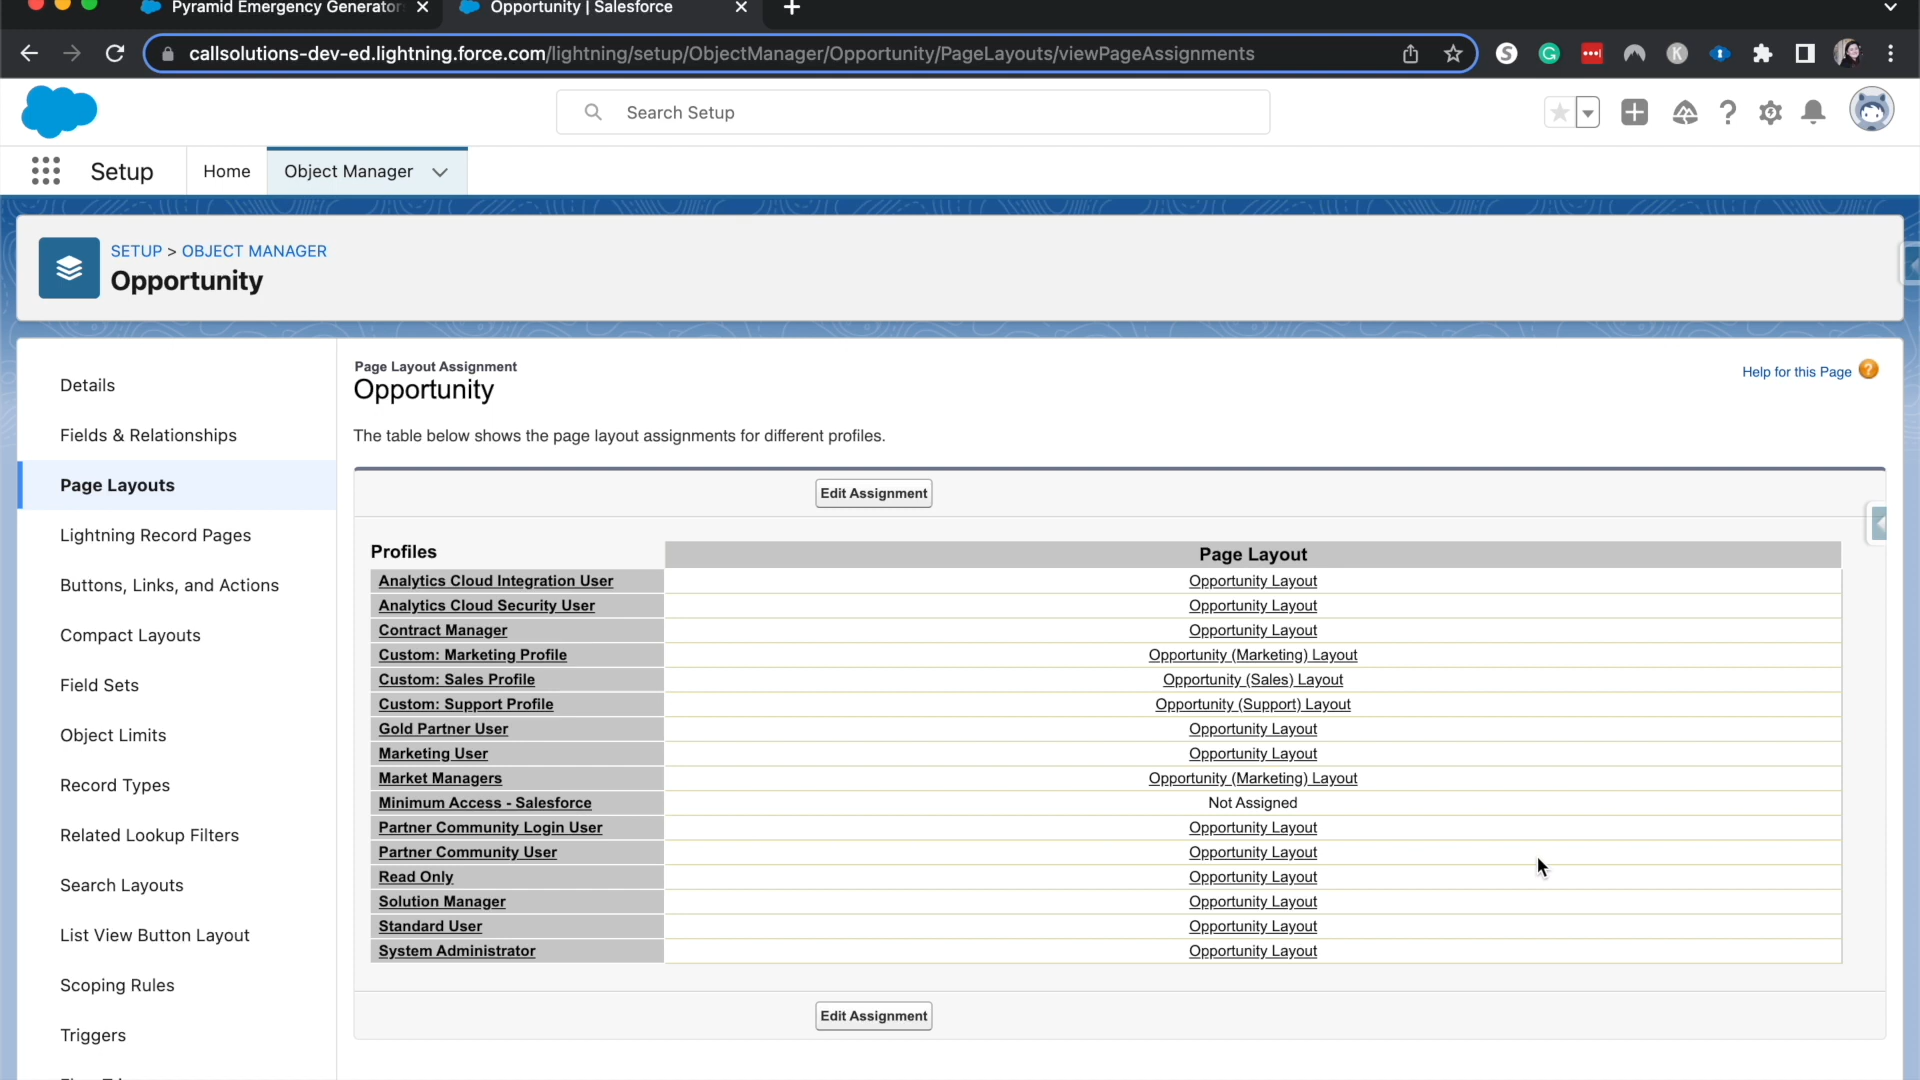 Pyramid Emergency Generator
Opportunity | Salesforce
callsolutions-dev-ed.lightning.force.com/lightning/setup/ObjectManager/Opportunity/PageLayouts/viewPageAssignments
Search Setup
Setup
Home
Object Manager
SETUP > OBJECT MANAGER
Opportunity
Details
Fields & Relationships
Page Layouts
Lightning Record Pages
Buttons, Links, and Actions
Compact Layouts
Field Sets
Object Limits
Record Types
Related Lookup Filters
Search Layouts
List View Button Layout
Scoping Rules
Triggers
Page Layout Assignment
Opportunity
Help for this Page
The table below shows the page layout assignments for different profiles.
Edit Assignment
Profiles Page Layout
Analytics Cloud Integration User Opportunity Layout
Analytics Cloud Security User Opportunity Layout
Contract Manager Opportunity Layout
Custom: Marketing Profile Opportunity (Marketing) Layout
Custom: Sales Profile Opportunity (Sales) Layout
Custom: Support Profile Opportunity (Support) Layout
Gold Partner User Opportunity Layout
Marketing User Opportunity Layout
Market Managers Opportunity (Marketing) Layout
Minimum Access - Salesforce Not Assigned
Partner Community Login User Opportunity Layout
Partner Community User Opportunity Layout
Read Only Opportunity Layout
Solution Manager Opportunity Layout
Standard User Opportunity Layout
System Administrator Opportunity Layout
Edit Assignment